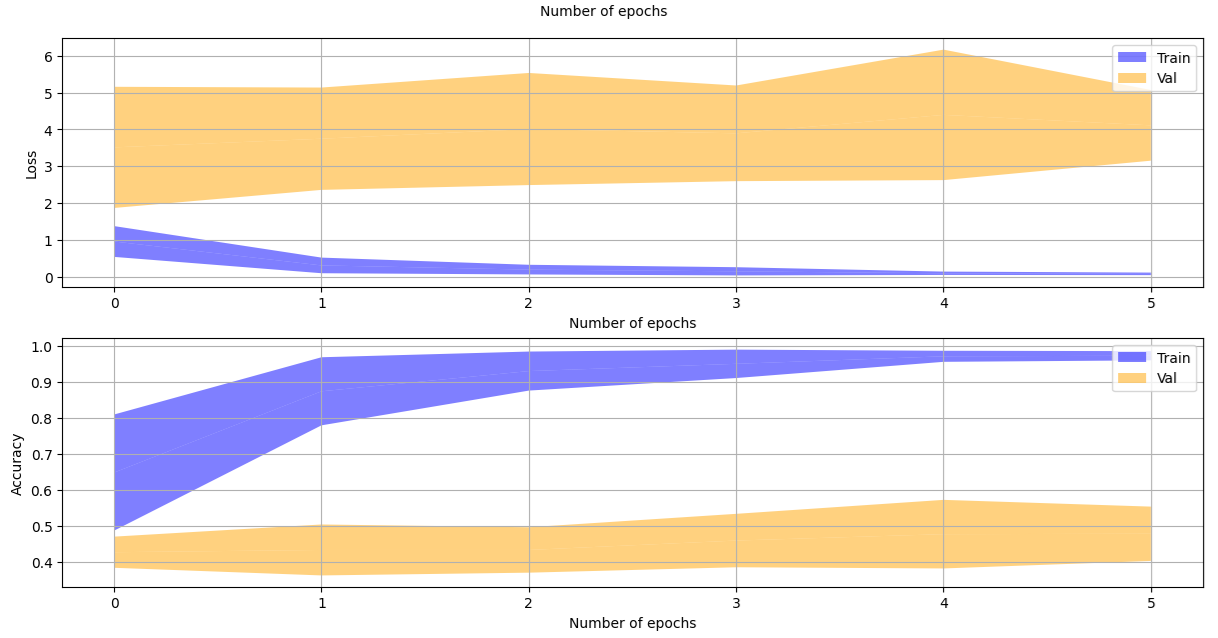 Number of epochs
6
5
4
3
2
1
0
Loss
Train
Val
0 1 2 3 4 5
Number of epochs
1.0
0.9
0.8
0.7
0.6
0.5
0.4
Accuracy
Train
Val
0 1 2 3 4 5
Number of epochs